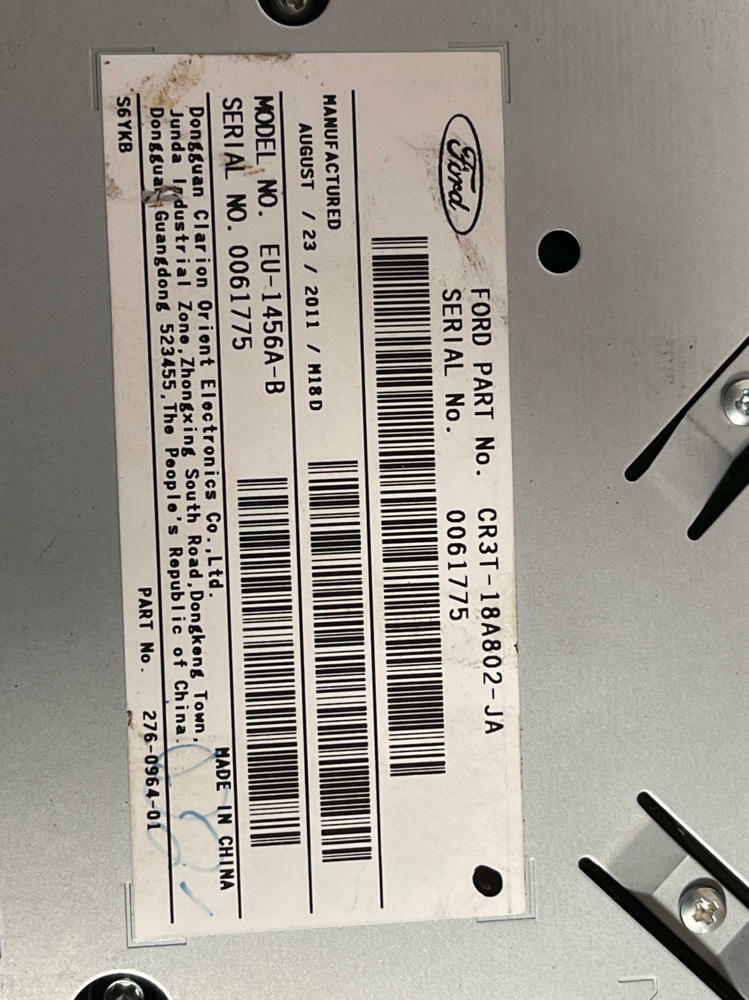 Ford
FORD PART No. CR3T-18A802-JA
SERIAL No. 0061775
MANUFACTURED
AUGUST / 23 / 2011 / M18D
MODEL NO. EU-1456A-B
SERIAL NO. 0061775
MADE IN CHINA
Dongguan Clarion Orient Electronics Co.,Ltd.
Junda Industrial Zone,Zhongxing South Road,Dongkeng Town,
Dongguan Guangdong 523455,The People's Republic of China.
S6YKB PART No. 276-0964-01